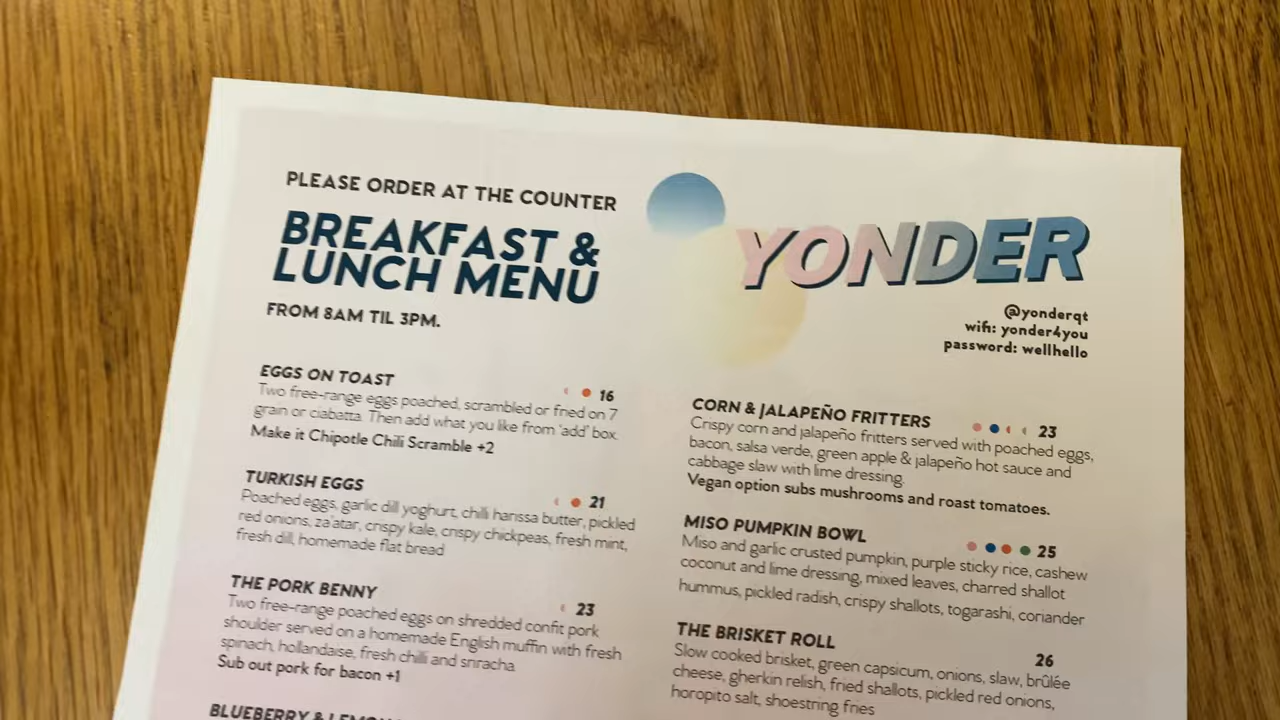 PLEASE ORDER AT THE COUNTER
BREAKFAST &
LUNCH MENU
FROM 8AM TIL 3PM.
YONDER
@yonderqt
wifi: yonder4you
password: wellhello
EGGS ON TOAST 16
Two free-range eggs poached, scrambled or fried on 7
grain or ciabatta. Then add what you like from 'add' box.
Make it Chipotle Chili Scramble +2
TURKISH EGGS 21
Poached eggs, garlic dill yoghurt, chilli harissa butter, pickled
red onions, za'atar, crispy kale, crispy chickpeas, fresh mint,
fresh dill, homemade flat bread
THE PORK BENNY 23
Two free-range poached eggs on shredded confit pork
shoulder served on a homemade English muffin with fresh
spinach, hollandaise, fresh chilli and sriracha
Sub out pork for bacon +1
BLUEBERRY &
CORN & JALAPEÑO FRITTERS 23
Crispy corn and jalapeño fritters served with poached eggs,
bacon, salsa verde, green apple & jalapeño hot sauce and
cabbage slaw with lime dressing.
Vegan option subs mushrooms and roast tomatoes.
MISO PUMPKIN BOWL 25
Miso and garlic crusted pumpkin, purple sticky rice, cashew
coconut and lime dressing, mixed leaves, charred shallot
hummus, pickled radish, crispy shallots, togarashi, coriander
THE BRISKET ROLL 26
Slow cooked brisket, green capsicum, onions, slaw, brûlée
cheese, gherkin relish, fried shallots, pickled red onions,
horopito salt, shoestring fries